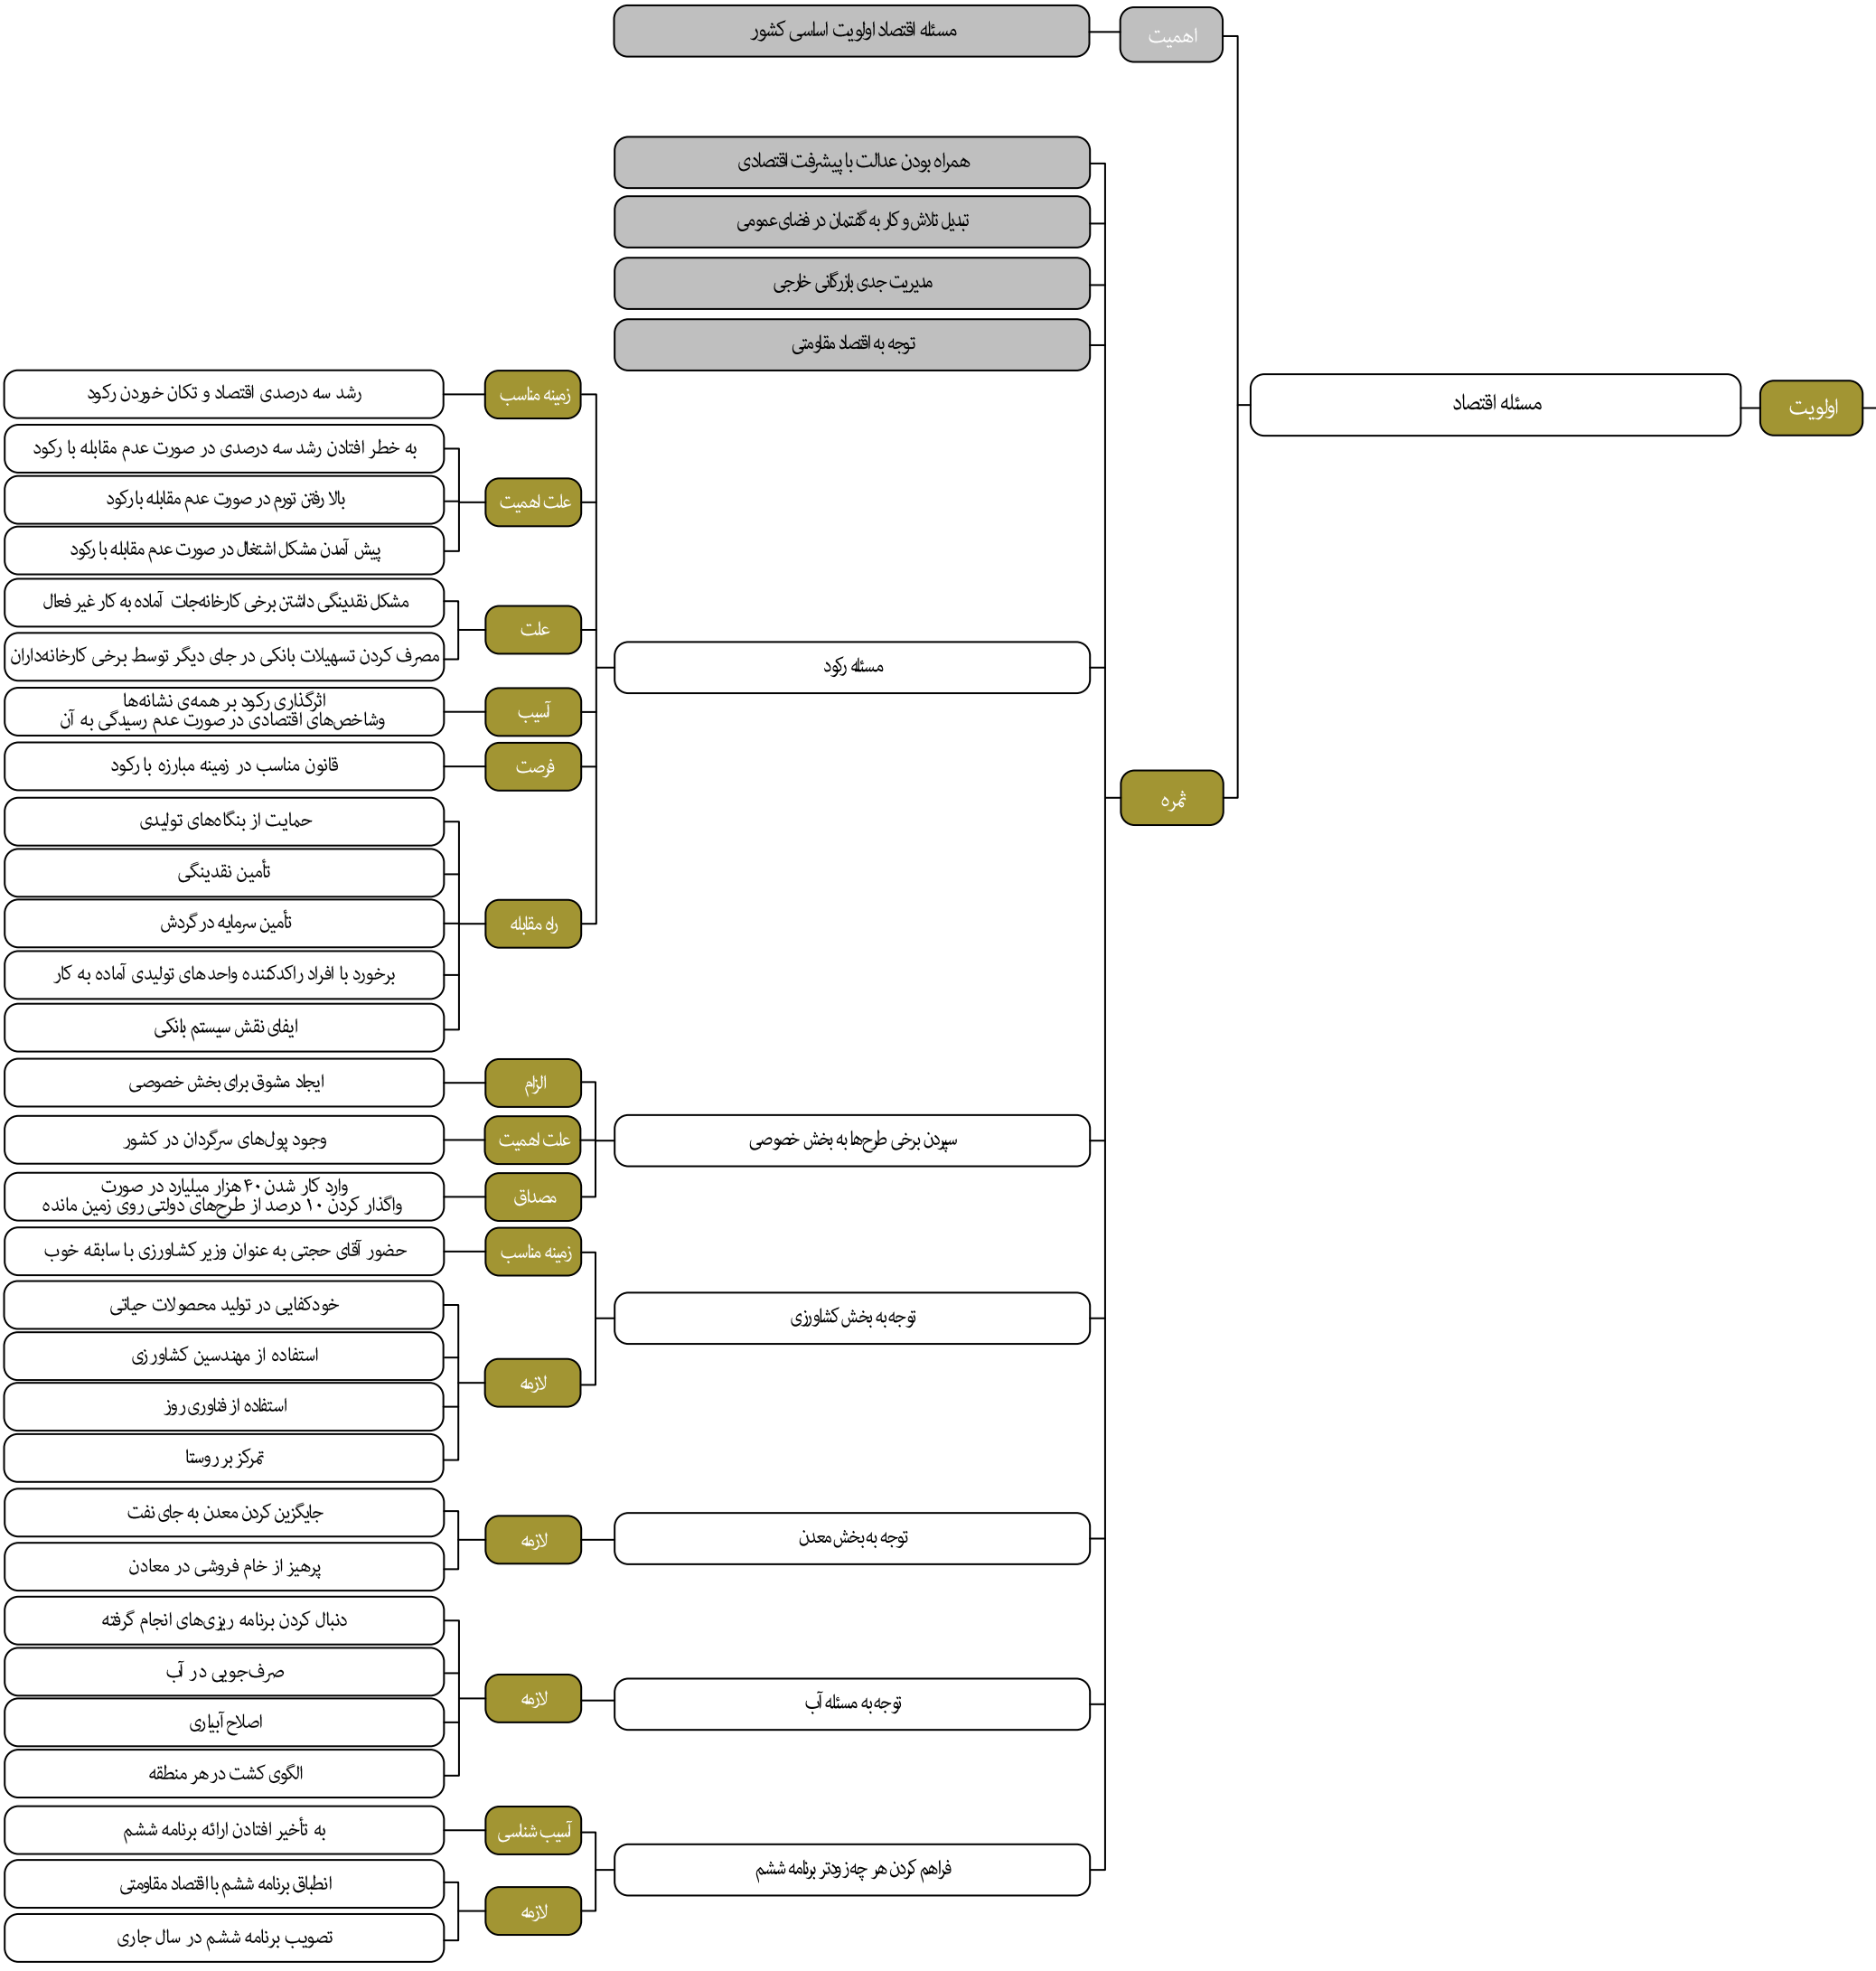 اولویت
مسئله اقتصاد
اهمیت
مسئله اقتصاد اولویت اساسی کشور
ثمره
همراه بودن عدالت با پیشرفت اقتصادی
تبدیل تلاش و کار به گفتمان در فضای عمومی
مدیریت جدی بازرگانی خارجی
توجه به اقتصاد مقاومتی
مسئله رکود
زمینه مناسب
رشد سه درصدی اقتصاد و تکان خوردن رکود
علت اهمیت
به خطر افتادن رشد سه درصدی در صورت عدم مقابله با رکود
بالا رفتن تورم در صورت عدم مقابله با رکود
پیش آمدن مشکل اشتغال در صورت عدم مقابله با رکود
علت
مشکل نقدینگی داشتن برخی کارخانه‌جات آماده به کار غیر فعال
مصرف کردن تسهیلات بانکی در جای دیگر توسط برخی کارخانه‌داران
آسیب
اثرگذاری رکود بر همه‌ی نشانه‌ها
وشاخص‌های اقتصادی در صورت عدم رسیدگی به آن
فرصت
قانون مناسب در زمینه مبارزه با رکود
راه مقابله
حمایت از بنگاه‌های تولیدی
تأمین نقدینگی
تأمین سرمایه در گردش
برخورد با افراد راکدکننده واحدهای تولیدی آماده به کار
ایفای نقش سیستم بانکی
سپردن برخی طرح‌ها به بخش خصوصی
الزام
ایجاد مشوق برای بخش خصوصی
علت اهمیت
وجود پول‌های سرگردان در کشور
مصداق
وارد کار شدن ۴۰ هزار میلیارد در صورت
واگذار کردن ۱۰ درصد از طرح‌های دولتی روی زمین مانده
توجه به بخش کشاورزی
زمینه مناسب
حضور آقای حجتی به عنوان وزیر کشاورزی با سابقه خوب
لازمه
خودکفایی در تولید محصولات حیاتی
استفاده از مهندسین کشاورزی
استفاده از فناوری روز
تمرکز بر روستا
توجه به بخش معدن
لازمه
جایگزین کردن معدن به جای نفت
پرهیز از خام فروشی در معادن
توجه به مسئله آب
لازمه
دنبال کردن برنامه ریزی‌های انجام گرفته
صرف‌جویی در آب
اصلاح آبیاری
الگوی کشت در هر منطقه
فراهم کردن هر چه زودتر برنامه ششم
آسیب شناسی
به تأخیر افتادن ارائه برنامه ششم
لازمه
انطباق برنامه ششم با اقتصاد مقاومتی
تصویب برنامه ششم در سال جاری